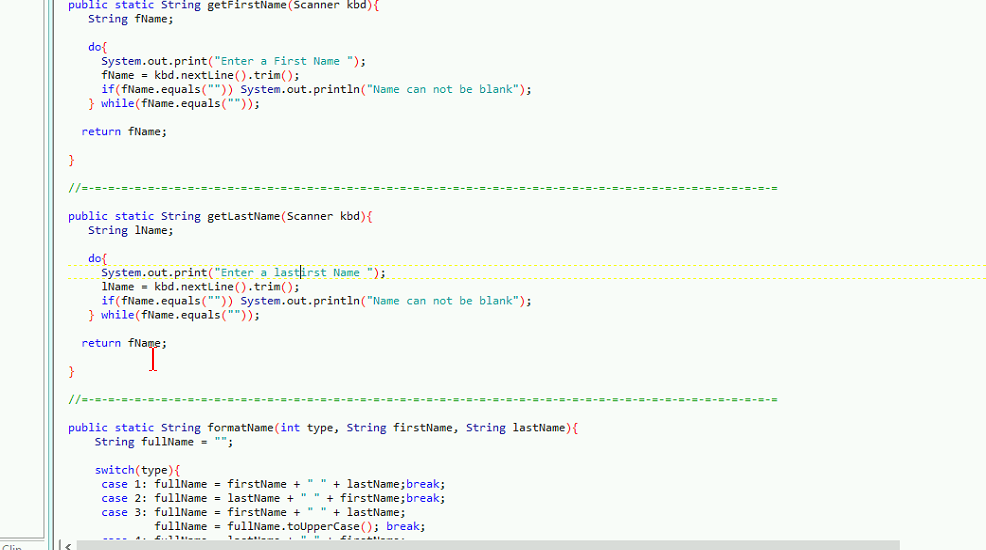 public static String getFirstName(Scanner kbd){
String fName;
do{
System.out.print("Enter a First Name ");
fName = kbd.nextLine().trim();
if(fName.equals("")) System.out.println("Name can not be blank");
} while(fName.equals(""));
return fName;
}
//=-=-=-=-=-=-=-=-=-=-=-=-=-=-=-=-=-=-=-=-=-=-=-=-=-=-=-=-=-=-=-=-=-=-=-=-=-=-=-=-=-=-=-=-=-=-=-=-=-=-=-=-=
public static String getLastName(Scanner kbd){
String lName;
do{
System.out.print("Enter a lastirst Name ");
lName = kbd.nextLine().trim();
if(fName.equals("")) System.out.println("Name can not be blank");
} while(fName.equals(""));
return fName;
}
//=-=-=-=-=-=-=-=-=-=-=-=-=-=-=-=-=-=-=-=-=-=-=-=-=-=-=-=-=-=-=-=-=-=-=-=-=-=-=-=-=-=-=-=-=-=-=-=-=-=-=-=-=
public static String formatName(int type, String firstName, String lastName){
String fullName = "";
switch(type){
case 1: fullName = firstName + " " + lastName;break;
case 2: fullName = lastName + " " + firstName;break;
case 3: fullName = firstName + " " + lastName;
fullName = fullName.toUpperCase(); break;
case 4: fullName = lastName + " " + firstName;
Clip